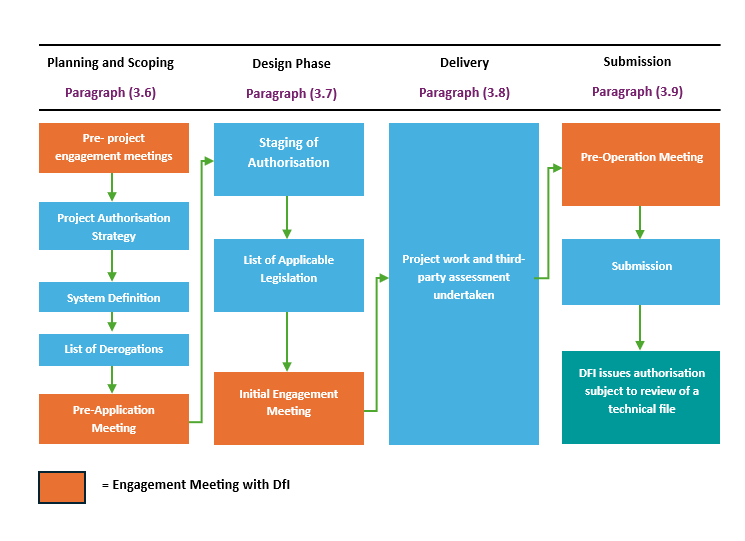 Planning and Scoping
Paragraph (3.6)
Design Phase
Paragraph (3.7)
Delivery
Paragraph (3.8)
Submission
Paragraph (3.9)
Pre- project
engagement meetings
Project Authorisation
Strategy
System Definition
List of Derogations
Pre-Application
Meeting
Staging of
Authorisation
List of Applicable
Legislation
Initial Engagement
Meeting
Project work and third-
party assessment
undertaken
Pre-Operation Meeting
Submission
DFI issues authorisation
subject to review of a
technical file
= Engagement Meeting with DfI